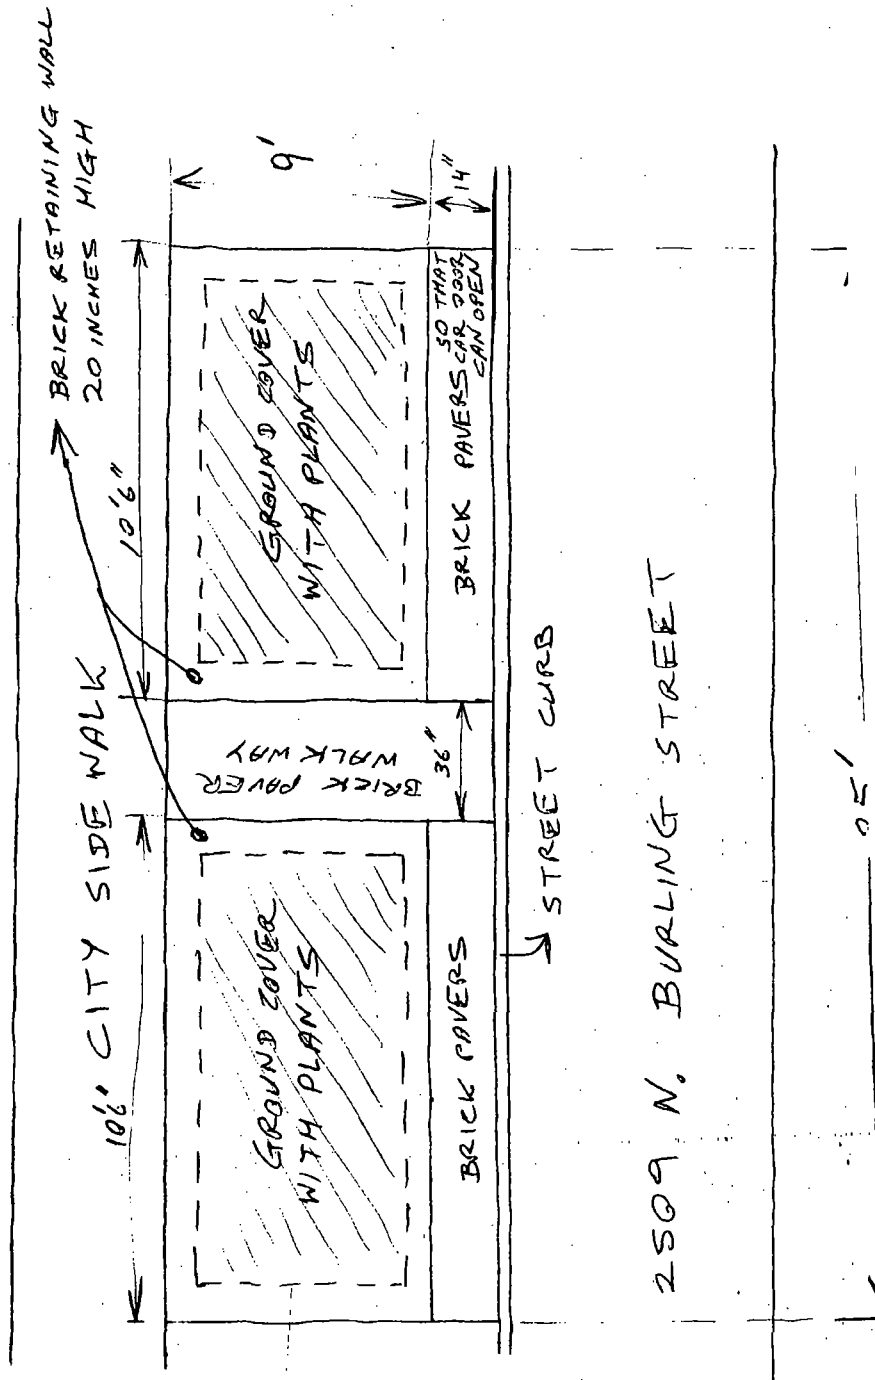 BRICK RETAINING WALL
20 INCHES HIGH
10'6" CITY SIDE WALK
10'6"
9'
14"
GROUND COVER
WITH PLANTS
BRICK PAVER
WALK WAY
36"
GROUND COVER
WITH PLANTS
BRICK PAVERS
BRICK PAVERS
SO THAT
CAR DOOR
CAN OPEN
STREET CURB
2509 N. BURLING STREET